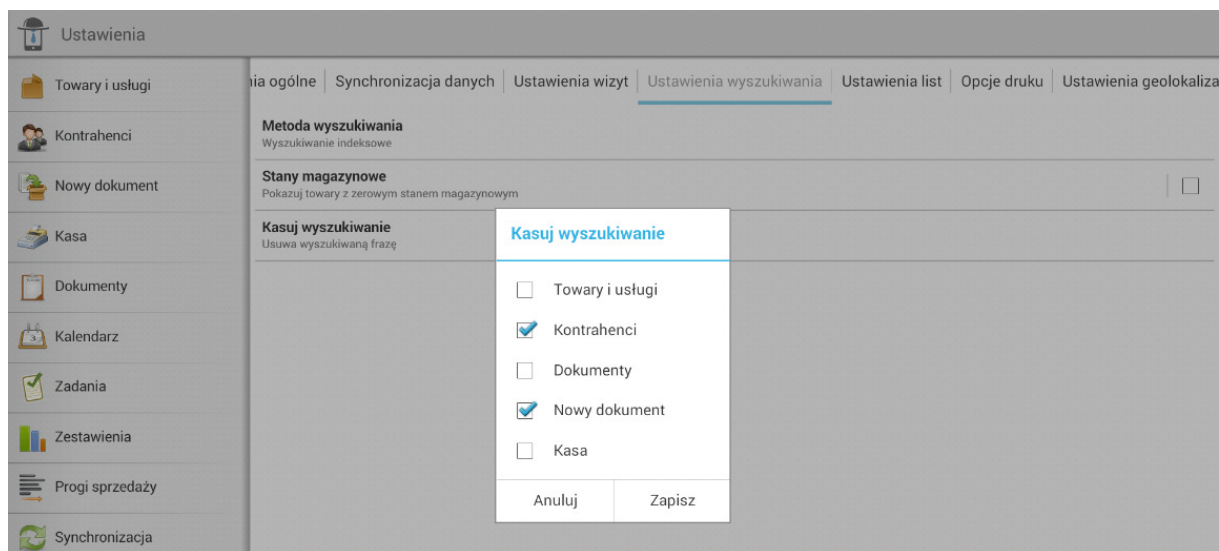 Ustawienia
Towary i usługi
Kontrahenci
Nowy dokument
Kasa
Dokumenty
Kalendarz
Zadania
Zestawienia
Progi sprzedaży
Synchronizacja
ia ogólne Synchronizacja danych Ustawienia wizyt Ustawienia wyszukiwania Ustawienia list Opcje druku Ustawienia geolokaliza
Metoda wyszukiwania
Wyszukiwanie indeksowe
Stany magazynowe
Pokazuj towary z zerowym stanem magazynowym
Kasuj wyszukiwanie
Usuwa wyszukiwaną frazę
Kasuj wyszukiwanie
Towary i usługi
Kontrahenci
Dokumenty
Nowy dokument
Kasa
Anuluj Zapisz